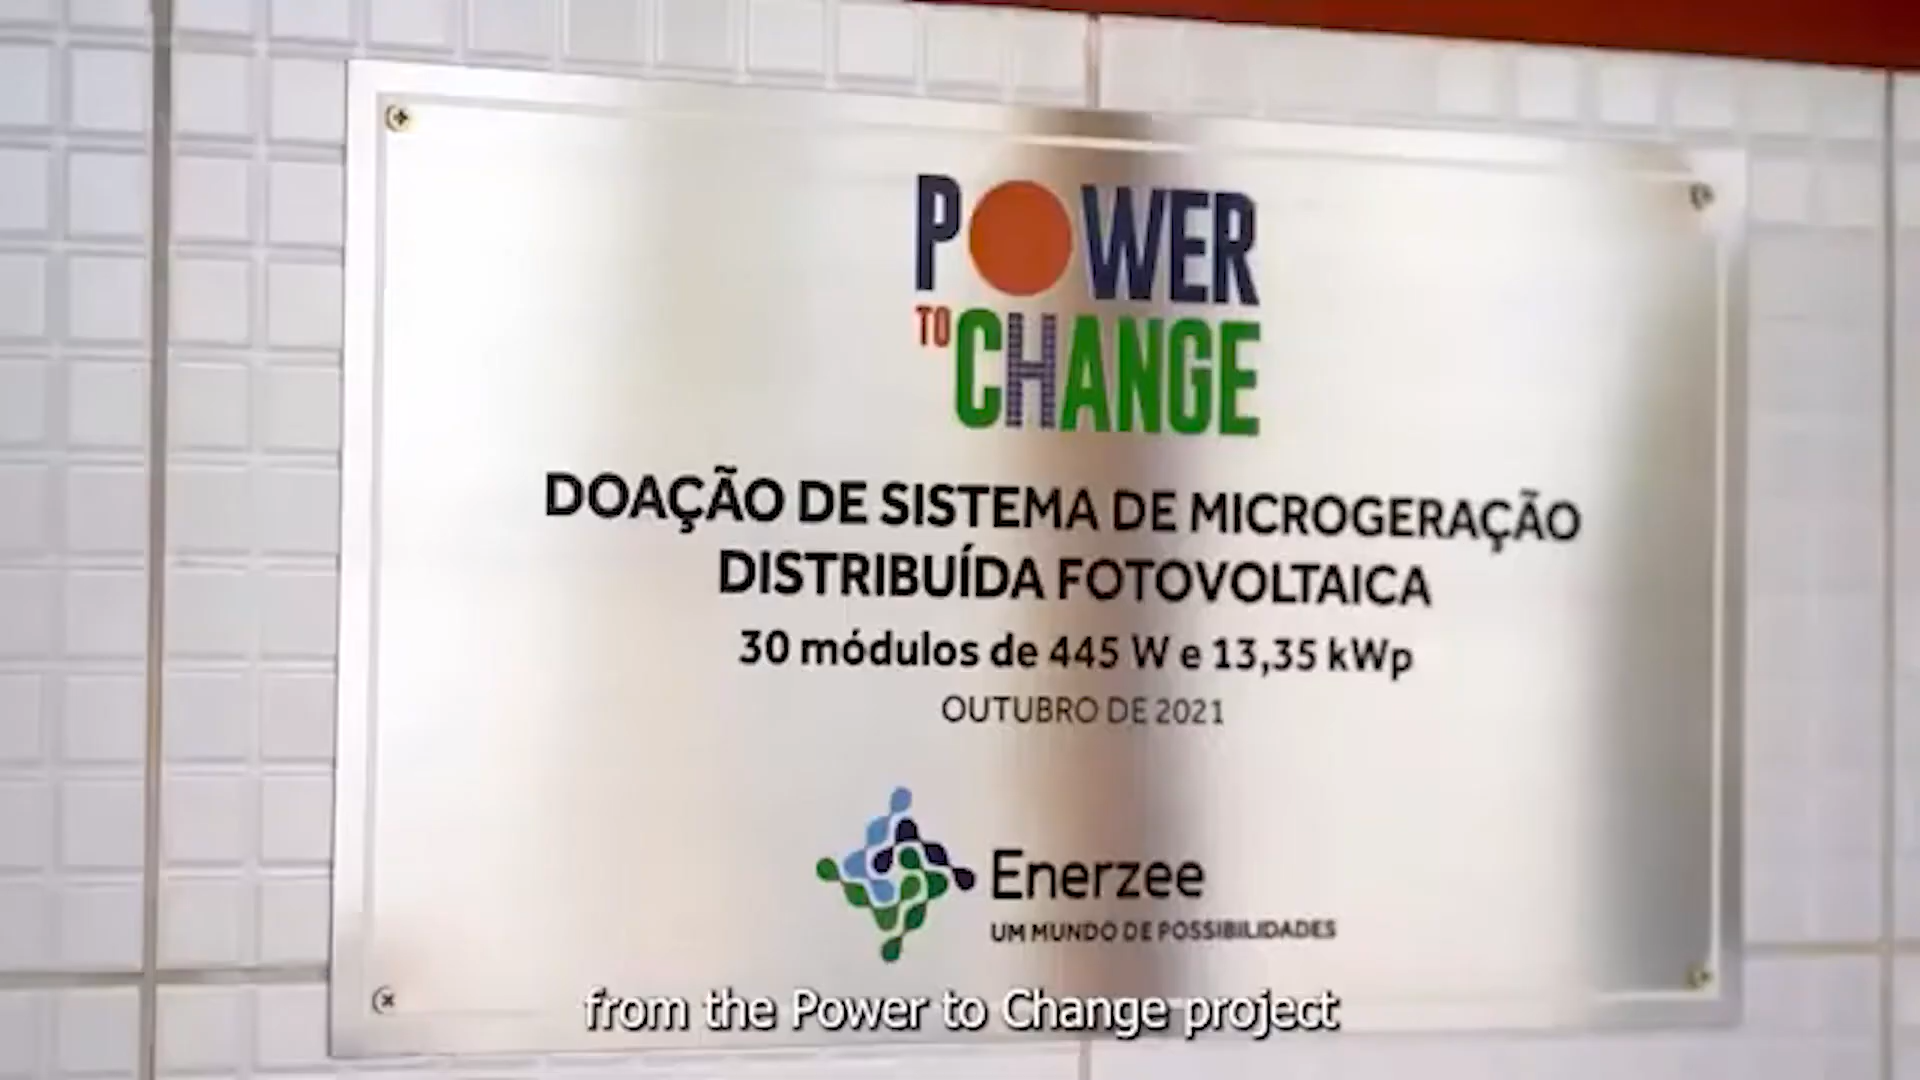 POWER
TO CHANGE
DOAÇÃO DE SISTEMA DE MICROGERAÇÃO
DISTRIBUÍDA FOTOVOLTAICA
30 módulos de 445 W e 13,35 kWp
OUTUBRO DE 2021
Enerzee
UM MUNDO DE POSSIBILIDADES
from the Power to Change project